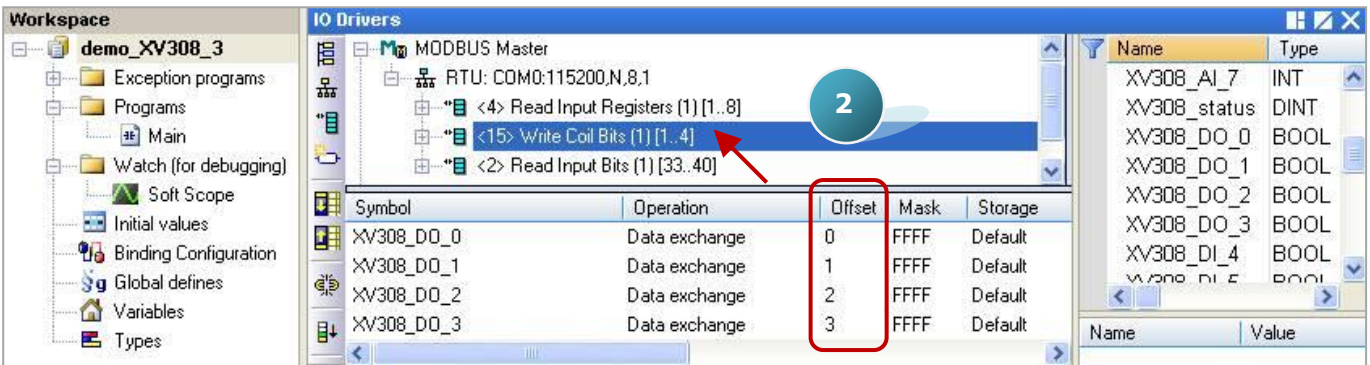 Workspace
demo_XV308_3
Exception programs
Programs
Main
Watch (for debugging)
Soft Scope
Initial values
Binding Configuration
Global defines
Variables
Types
IO Drivers
MODBUS Master
RTU: COM0:115200,N,8,1
<4> Read Input Registers (1) [1..8]
<15> Write Coil Bits (1) [1..4]
<2> Read Input Bits (1) [33..40]
2
Symbol Operation Offset Mask Storage
XV308_DO_0 Data exchange 0 FFFF Default
XV308_DO_1 Data exchange 1 FFFF Default
XV308_DO_2 Data exchange 2 FFFF Default
XV308_DO_3 Data exchange 3 FFFF Default
Name Type
XV308_AI_7 INT
XV308_status DINT
XV308_DO_0 BOOL
XV308_DO_1 BOOL
XV308_DO_2 BOOL
XV308_DO_3 BOOL
XV308_DI_4 BOOL
Name Value